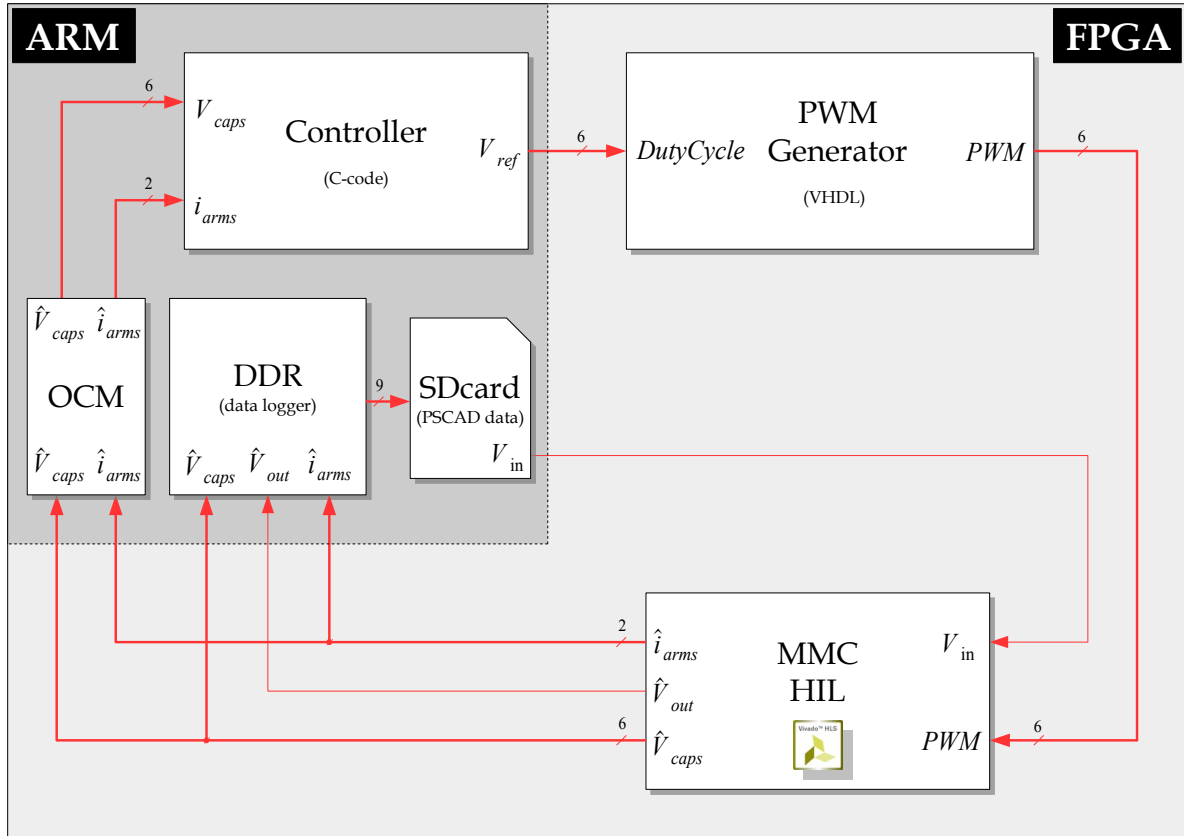 ARM
FPGA
6
V caps
Controller
(C-code)
V ref
2
i arms
6
DutyCycle
PWM
Generator
(VHDL)
PWM
6
V̂ caps î arms
OCM
V̂ caps î arms
DDR
(data logger)
V̂ caps V̂ out î arms
9
SDcard
(PSCAD data)
V in
2
î arms
V̂ out
6
V̂ caps
MMC
HIL
Vivado™ HLS
V in
PWM
6